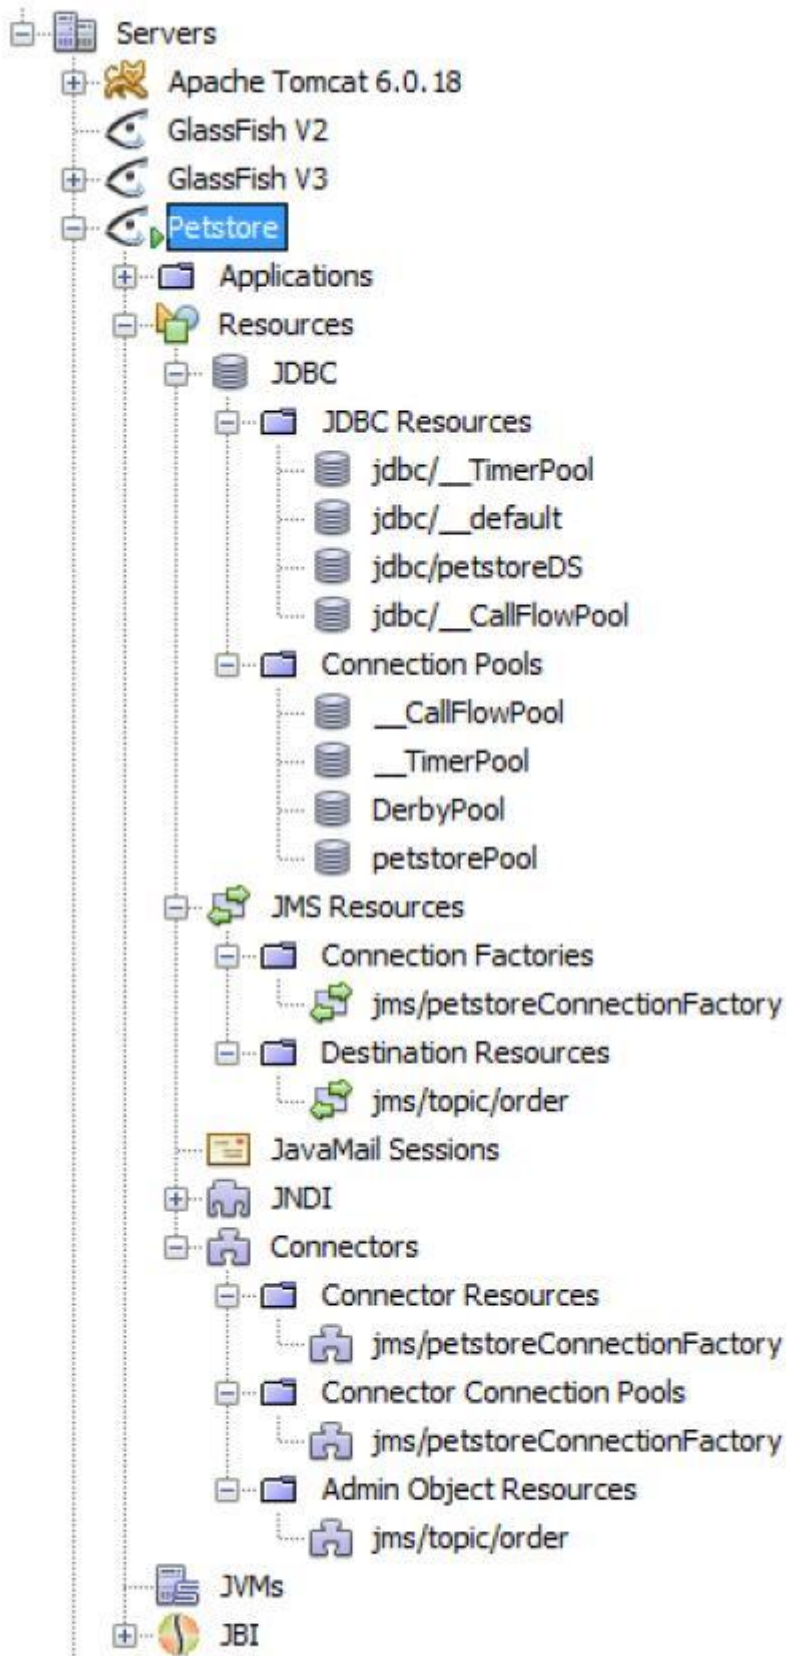 Servers
Apache Tomcat 6.0.18
GlassFish V2
GlassFish V3
Petstore
Applications
Resources
JDBC
JDBC Resources
jdbc/__TimerPool
jdbc/__default
jdbc/petstoreDS
jdbc/__CallFlowPool
Connection Pools
__CallFlowPool
__TimerPool
DerbyPool
petstorePool
JMS Resources
Connection Factories
jms/petstoreConnectionFactory
Destination Resources
jms/topic/order
JavaMail Sessions
JNDI
Connectors
Connector Resources
jms/petstoreConnectionFactory
Connector Connection Pools
jms/petstoreConnectionFactory
Admin Object Resources
jms/topic/order
JVMs
JBI